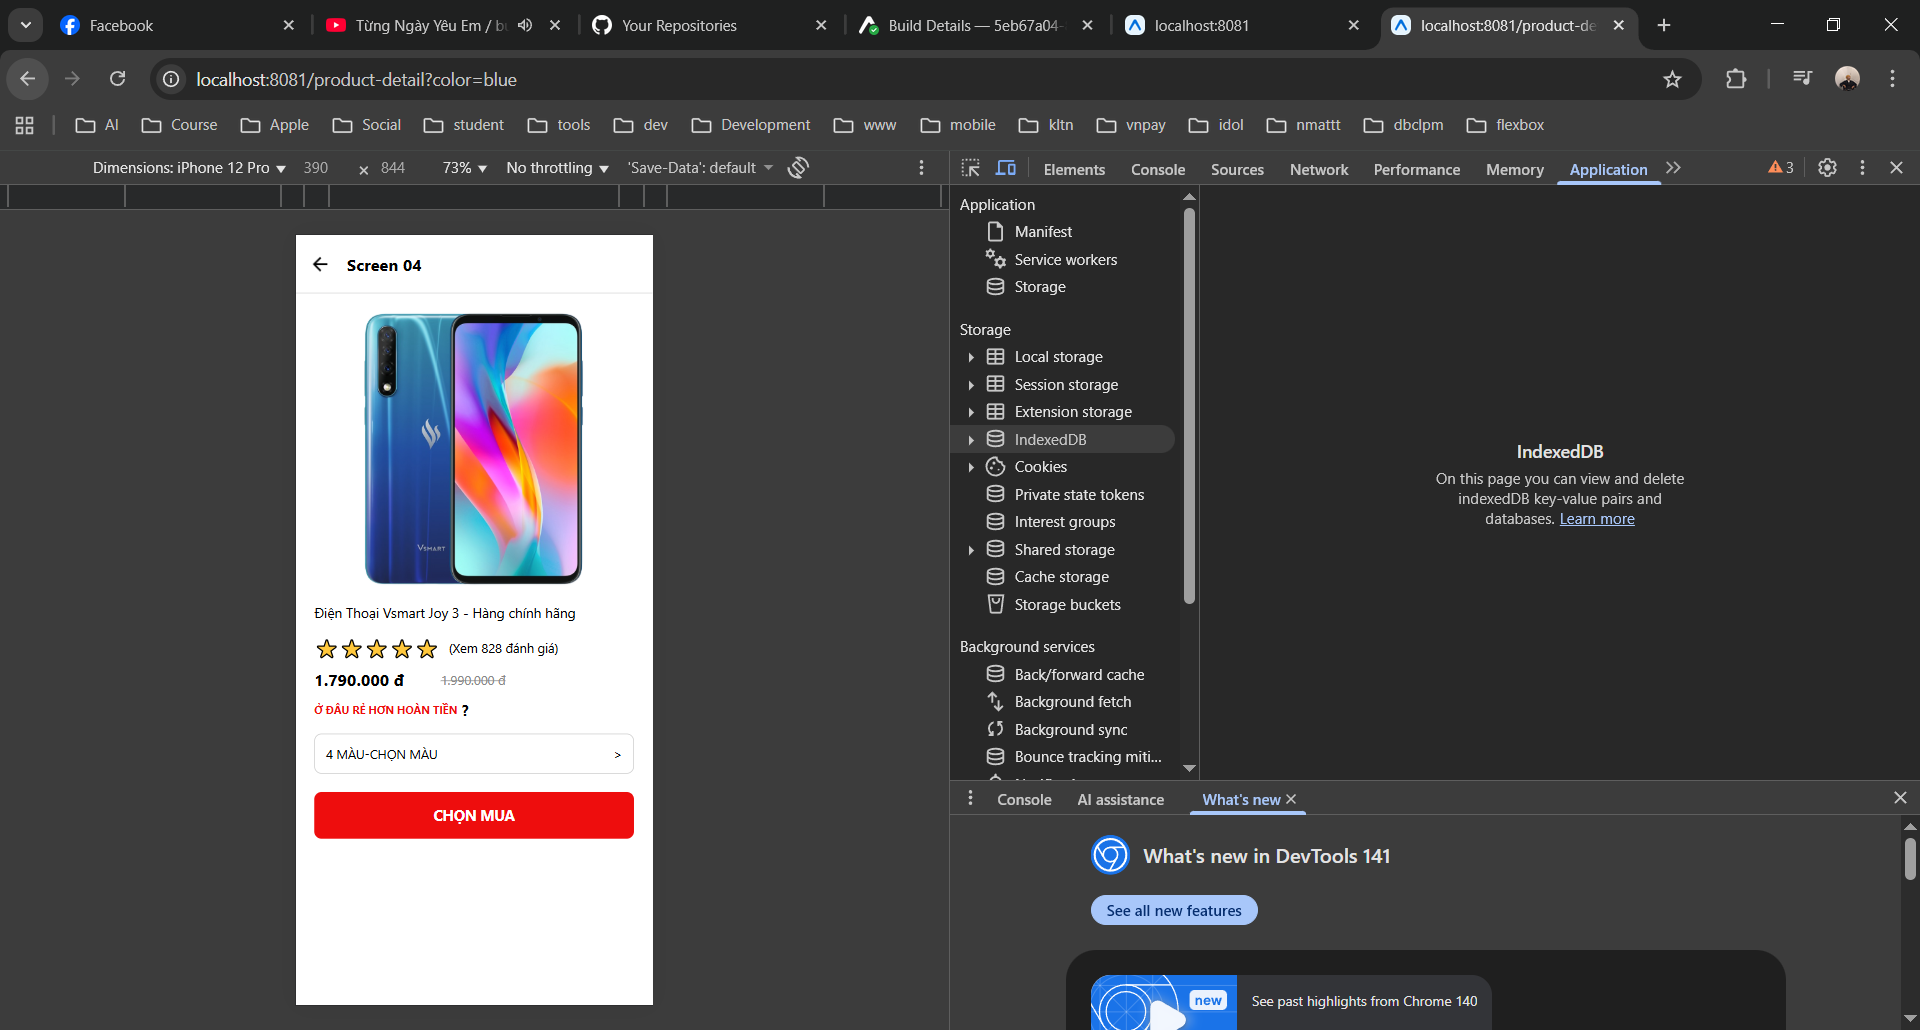 Facebook
Từng Ngày Yêu Em / bu
Your Repositories
Build Details — 5eb67a04-
localhost:8081
localhost:8081/product-de
localhost:8081/product-detail?color=blue
AI
Course
Apple
Social
student
tools
dev
Development
www
mobile
kltn
vnpay
idol
nmattt
dbclpm
flexbox
Dimensions: iPhone 12 Pro
390
×
844
73%
No throttling
'Save-Data': default
Elements
Console
Sources
Network
Performance
Memory
Application
3
Screen 04
VSMART
Điện Thoại Vsmart Joy 3 - Hàng chính hãng
(Xem 828 đánh giá)
1.790.000 đ
1.990.000 đ
Ở ĐÂU RẺ HƠN HOÀN TIỀN ?
4 MÀU-CHỌN MÀU
>
CHỌN MUA
Application
Manifest
Service workers
Storage
Storage
Local storage
Session storage
Extension storage
IndexedDB
Cookies
Private state tokens
Interest groups
Shared storage
Cache storage
Storage buckets
Background services
Back/forward cache
Background fetch
Background sync
Bounce tracking miti...
IndexedDB
On this page you can view and delete
indexedDB key-value pairs and
databases. Learn more
Console
AI assistance
What's new
What's new in DevTools 141
See all new features
new
See past highlights from Chrome 140